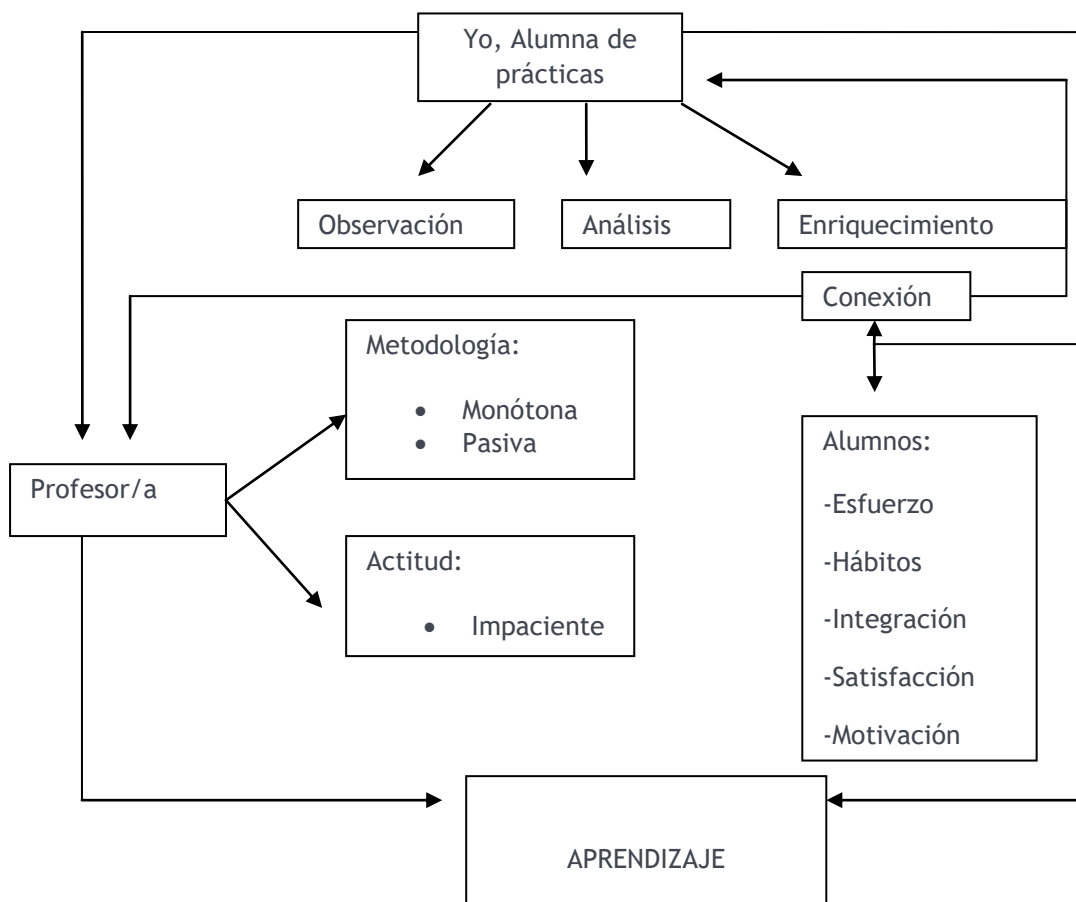 Yo, Alumna de
prácticas
Observación
Análisis
Enriquecimiento
Conexión
Metodología:
• Monótona
• Pasiva
Profesor/a
Actitud:
• Impaciente
Alumnos:
-Esfuerzo
-Hábitos
-Integración
-Satisfacción
-Motivación
APRENDIZAJE